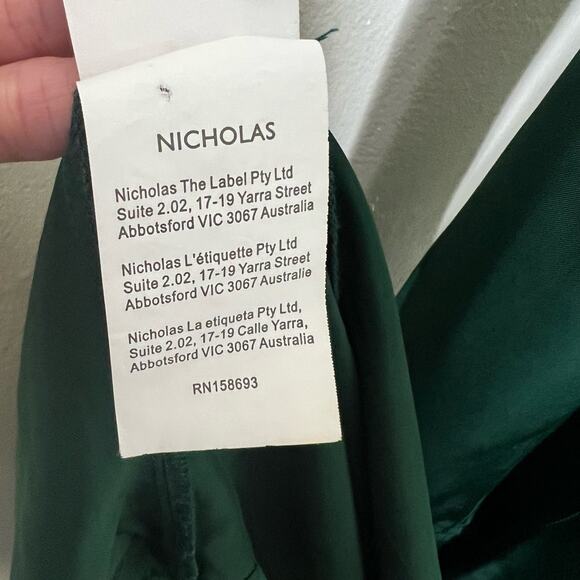 NICHOLAS
Nicholas The Label Pty Ltd
Suite 2.02, 17-19 Yarra Street
Abbotsford VIC 3067 Australia
Nicholas L'étiquette Pty Ltd
Suite 2.02, 17-19 Yarra Street
Abbotsford VIC 3067 Australie
Nicholas La etiqueta Pty Ltd,
Suite 2.02, 17-19 Calle Yarra,
Abbotsford VIC 3067 Australia
RN158693